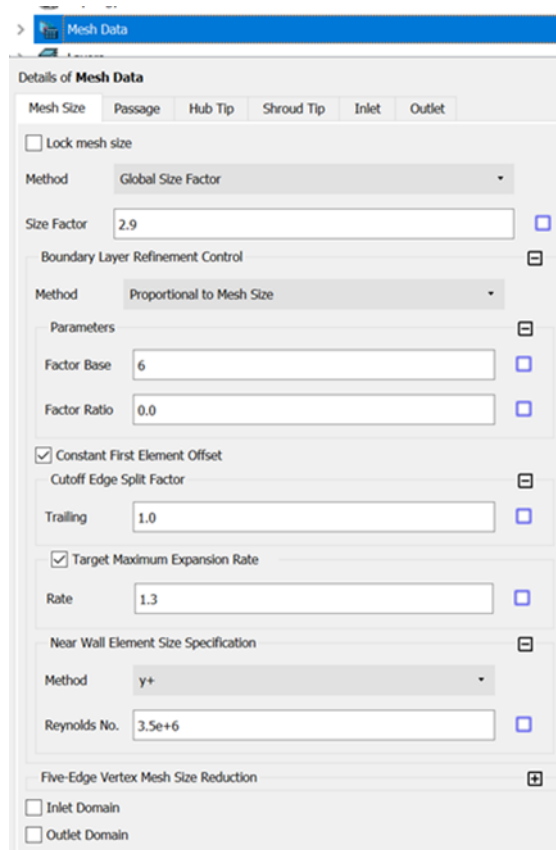 Mesh Data
Details of Mesh Data
Mesh Size Passage Hub Tip Shroud Tip Inlet Outlet
Lock mesh size
Method Global Size Factor
Size Factor 2.9
Boundary Layer Refinement Control
Method Proportional to Mesh Size
Parameters
Factor Base 6
Factor Ratio 0.0
Constant First Element Offset
Cutoff Edge Split Factor
Trailing 1.0
Target Maximum Expansion Rate
Rate 1.3
Near Wall Element Size Specification
Method y+
Reynolds No. 3.5e+6
Five-Edge Vertex Mesh Size Reduction
Inlet Domain
Outlet Domain